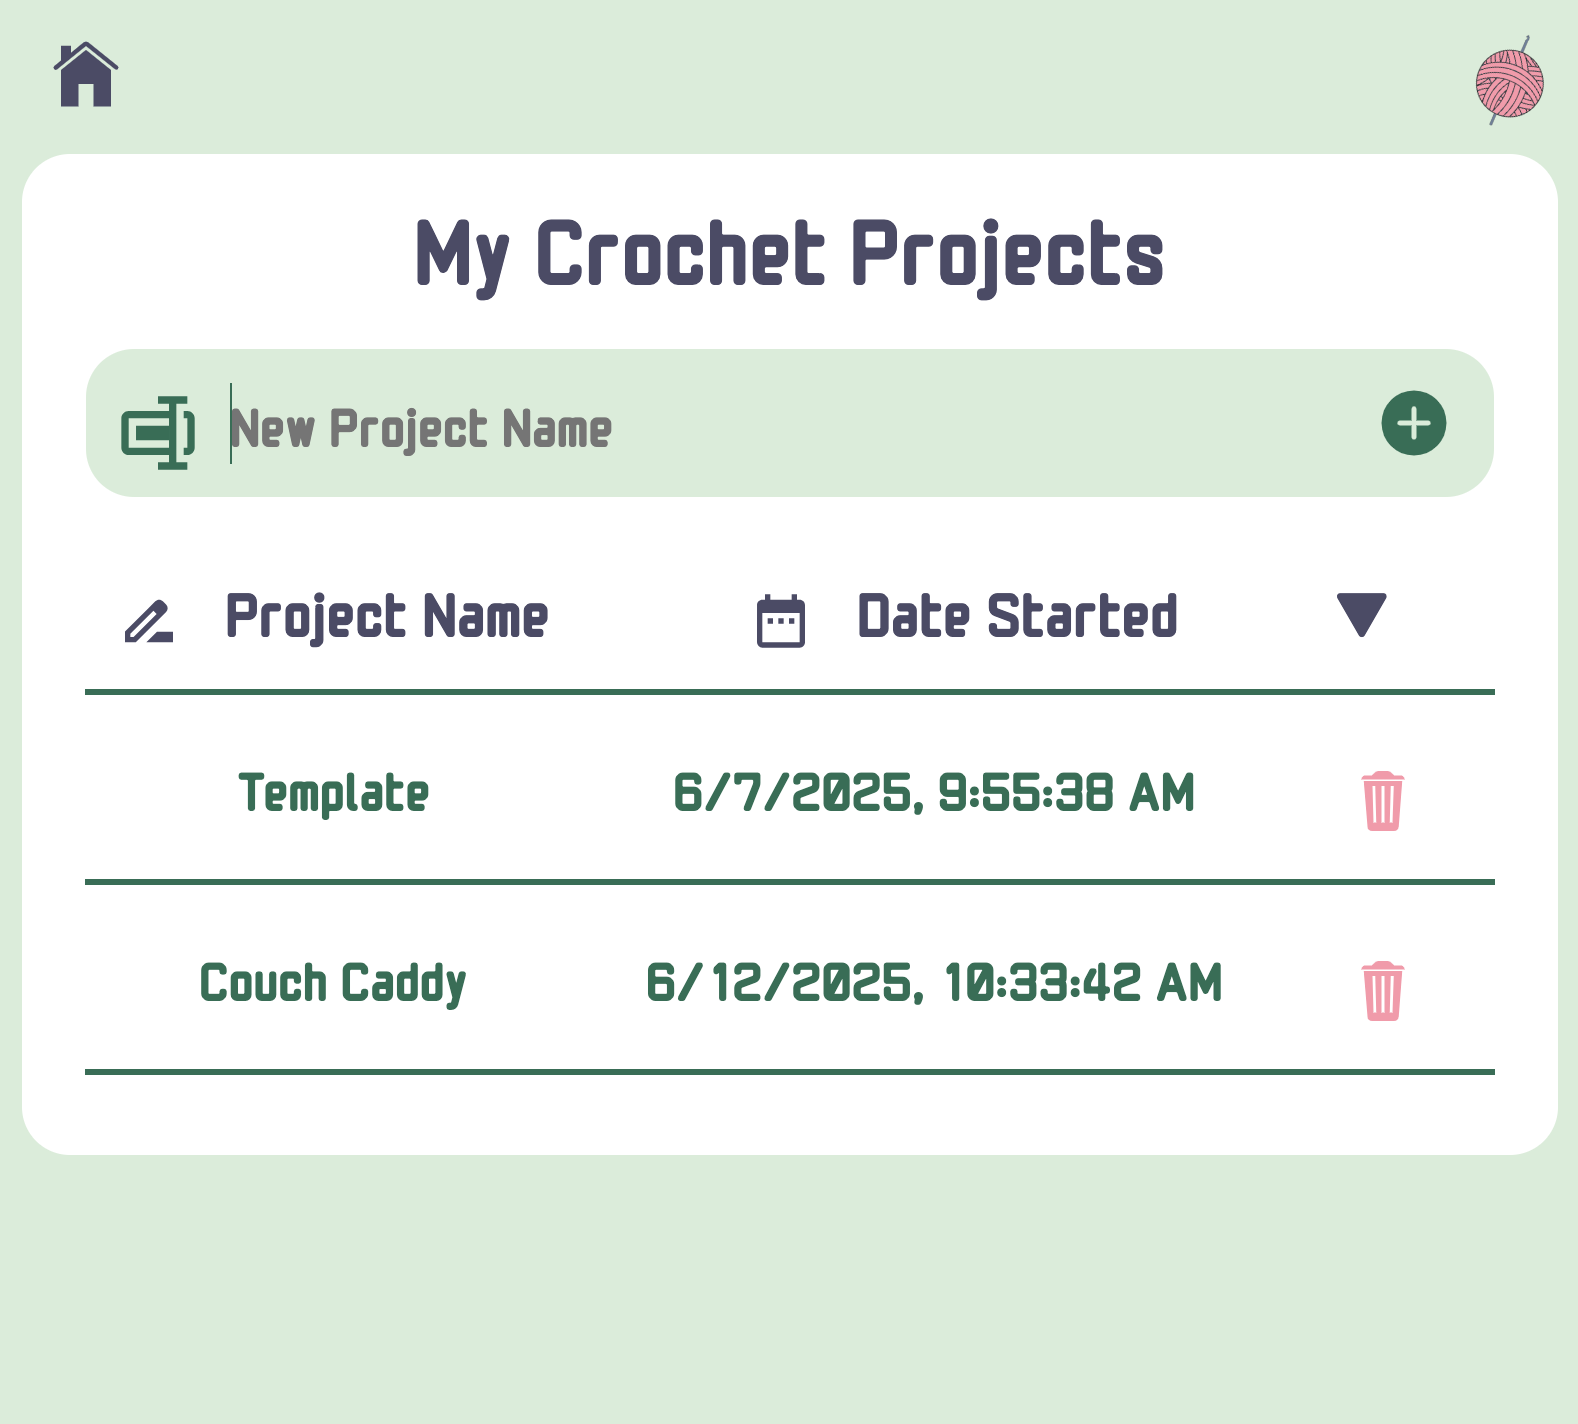 My Crochet Projects
New Project Name
Project Name Date Started
Template 6/7/2025, 9:55:38 AM
Couch Caddy 6/12/2025, 10:33:42 AM